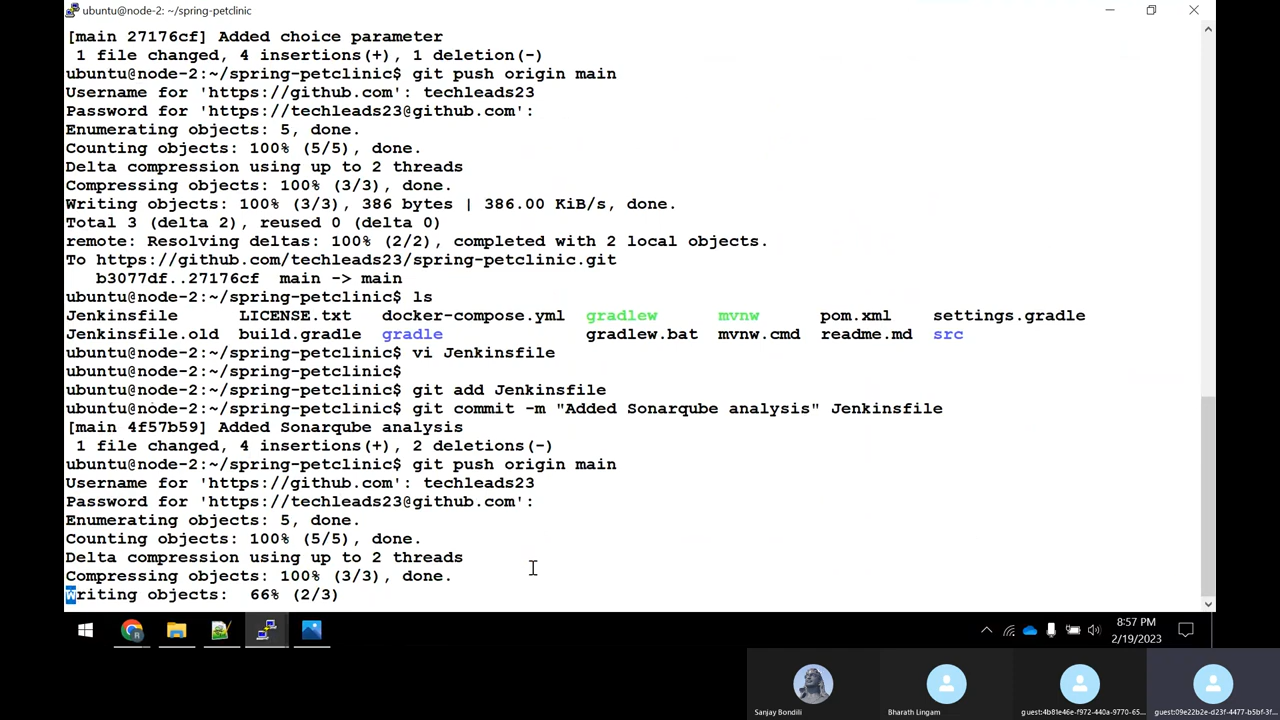 ubuntu@node-2: ~/spring-petclinic
[main 27176cf] Added choice parameter
 1 file changed, 4 insertions(+), 1 deletion(-)
ubuntu@node-2:~/spring-petclinic$ git push origin main
Username for 'https://github.com': techleads23
Password for 'https://techleads23@github.com':
Enumerating objects: 5, done.
Counting objects: 100% (5/5), done.
Delta compression using up to 2 threads
Compressing objects: 100% (3/3), done.
Writing objects: 100% (3/3), 386 bytes | 386.00 KiB/s, done.
Total 3 (delta 2), reused 0 (delta 0)
remote: Resolving deltas: 100% (2/2), completed with 2 local objects.
To https://github.com/techleads23/spring-petclinic.git
   b3077df..27176cf  main -> main
ubuntu@node-2:~/spring-petclinic$ ls
Jenkinsfile      LICENSE.txt   docker-compose.yml  gradlew      mvnw      pom.xml    settings.gradle
Jenkinsfile.old  build.gradle  gradle              gradlew.bat  mvnw.cmd  readme.md  src
ubuntu@node-2:~/spring-petclinic$ vi Jenkinsfile
ubuntu@node-2:~/spring-petclinic$
ubuntu@node-2:~/spring-petclinic$ git add Jenkinsfile
ubuntu@node-2:~/spring-petclinic$ git commit -m "Added Sonarqube analysis" Jenkinsfile
[main 4f57b59] Added Sonarqube analysis
 1 file changed, 4 insertions(+), 2 deletions(-)
ubuntu@node-2:~/spring-petclinic$ git push origin main
Username for 'https://github.com': techleads23
Password for 'https://techleads23@github.com':
Enumerating objects: 5, done.
Counting objects: 100% (5/5), done.
Delta compression using up to 2 threads
Compressing objects: 100% (3/3), done.
Writing objects:  66% (2/3)
8:57 PM
2/19/2023
Sanjay Bondili
Bharath Lingam
guest:4b81e46e-f972-440a-9770-65...
guest:09e22b2e-d23f-4477-b5bf-3f...